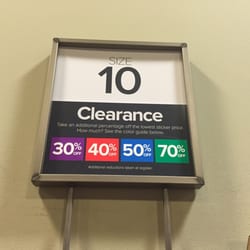 SIZE
10
Clearance
Take an additional percentage off the lowest sticker price.
How much? See the color guide below.
30% OFF 40% OFF 50% OFF 70% OFF
Additional reductions taken at register.